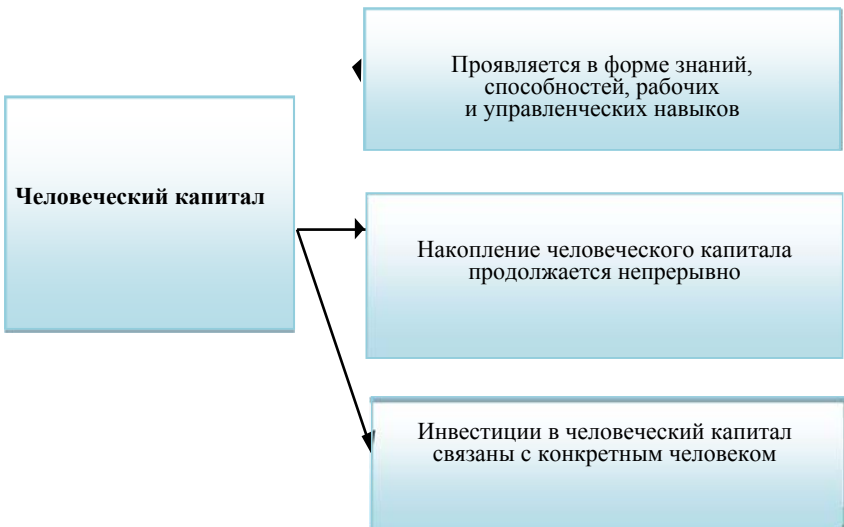 Человеческий капитал
Проявляется в форме знаний,
способностей, рабочих
и управленческих навыков
Накопление человеческого капитала
продолжается непрерывно
Инвестиции в человеческий капитал
связаны с конкретным человеком